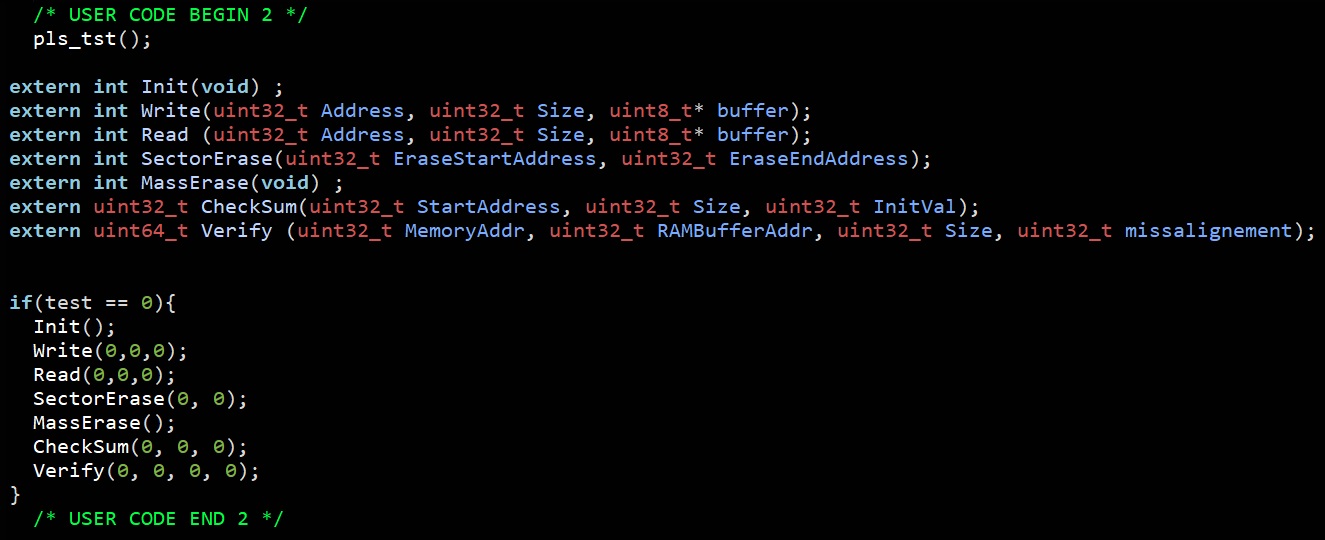 /* USER CODE BEGIN 2 */
pls_tst();
extern int Init(void) ;
extern int Write(uint32_t Address, uint32_t Size, uint8_t* buffer);
extern int Read (uint32_t Address, uint32_t Size, uint8_t* buffer);
extern int SectorErase(uint32_t EraseStartAddress, uint32_t EraseEndAddress);
extern int MassErase(void) ;
extern uint32_t CheckSum(uint32_t StartAddress, uint32_t Size, uint32_t InitVal);
extern uint64_t Verify (uint32_t MemoryAddr, uint32_t RAMBufferAddr, uint32_t Size, uint32_t missalignement);
if(test == 0){
Init();
Write(0,0,0);
Read(0,0,0);
SectorErase(0, 0);
MassErase();
CheckSum(0, 0, 0);
Verify(0, 0, 0, 0);
}
/* USER CODE END 2 */